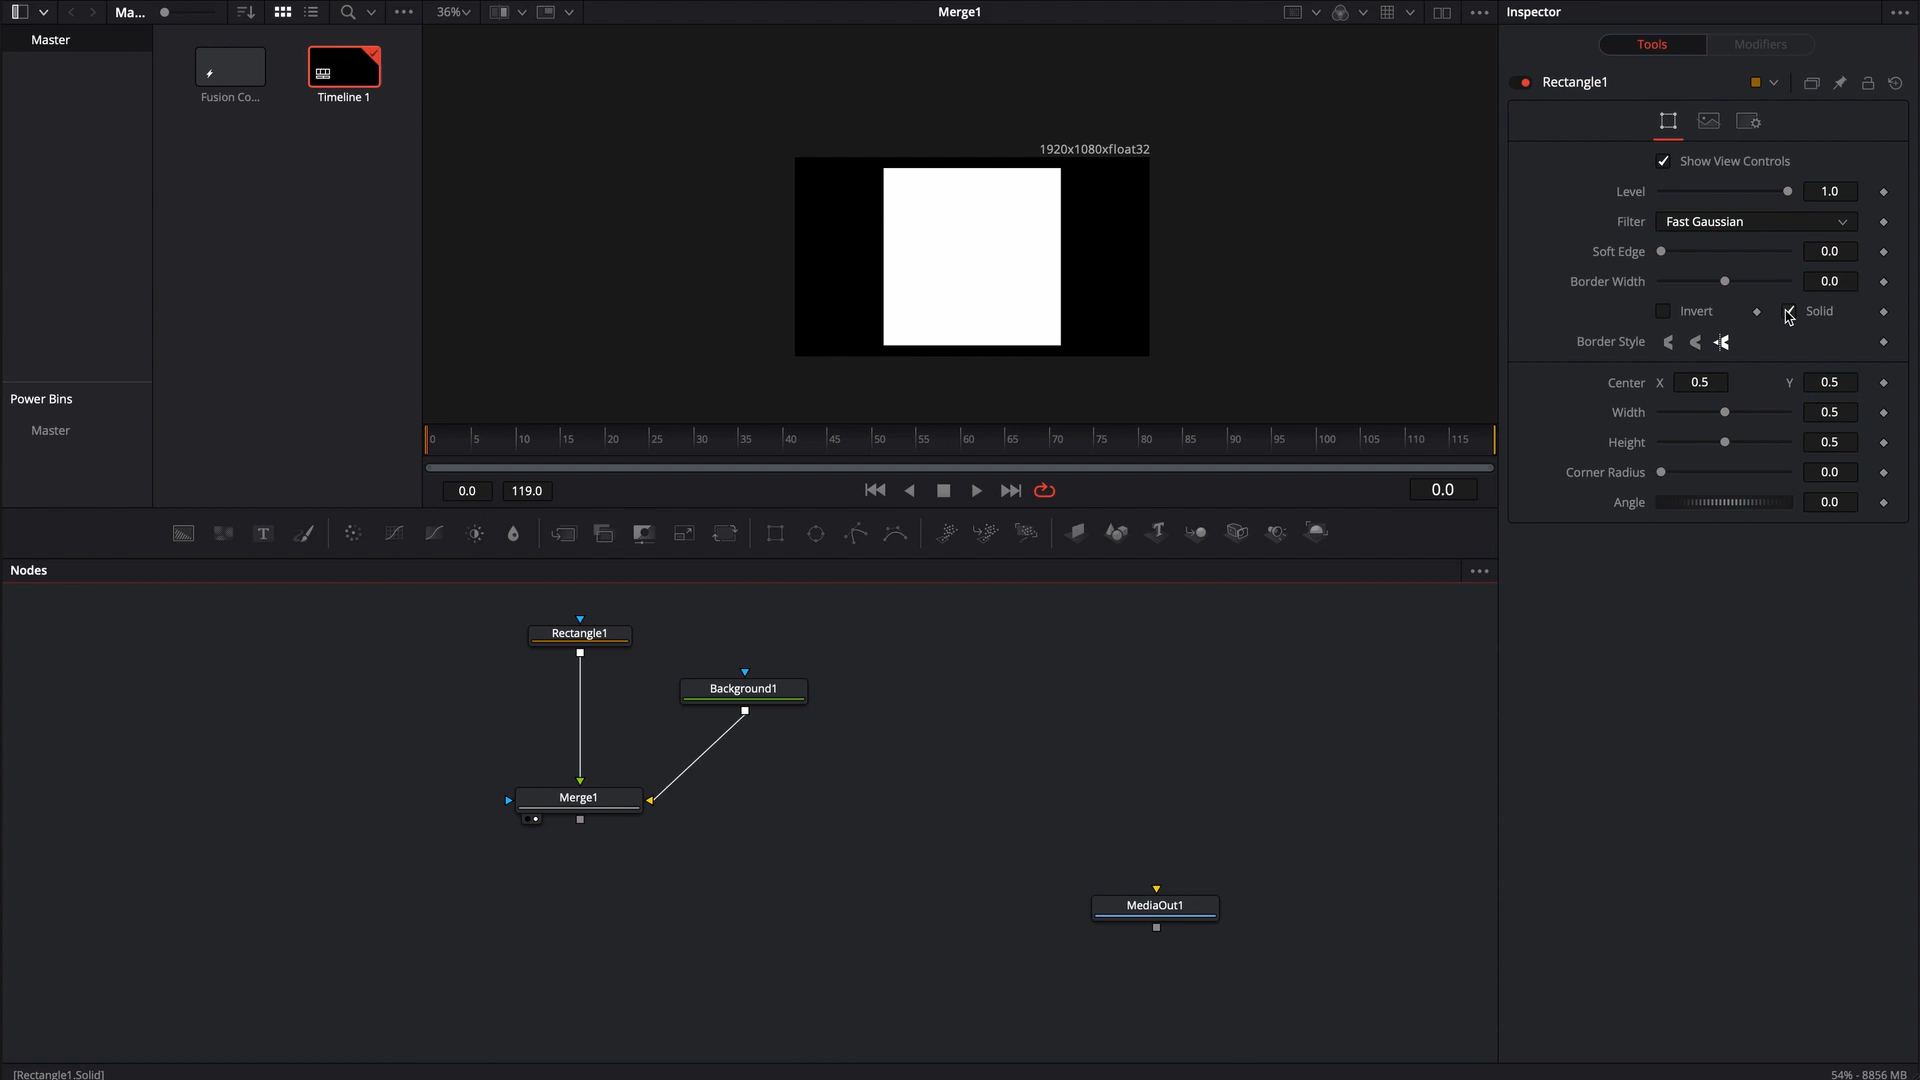 Ma...
36%
Merge1
Inspector
Master
Fusion Co...
Timeline 1
Tools
Modifiers
Rectangle1
1920x1080xfloat32
Show View Controls
Level
1.0
Filter
Fast Gaussian
Soft Edge
0.0
Border Width
0.0
Invert
Solid
Border Style
Center
X
0.5
Y
0.5
Width
0.5
Height
0.5
Corner Radius
0.0
Angle
0.0
Power Bins
Master
0 5 10 15 20 25 30 35 40 45 50 55 60 65 70 75 80 85 90 95 100 105 110 115
0.0
119.0
0.0
Nodes
Rectangle1
Background1
Merge1
MediaOut1
[Rectangle1.Solid]
54% - 8856 MB